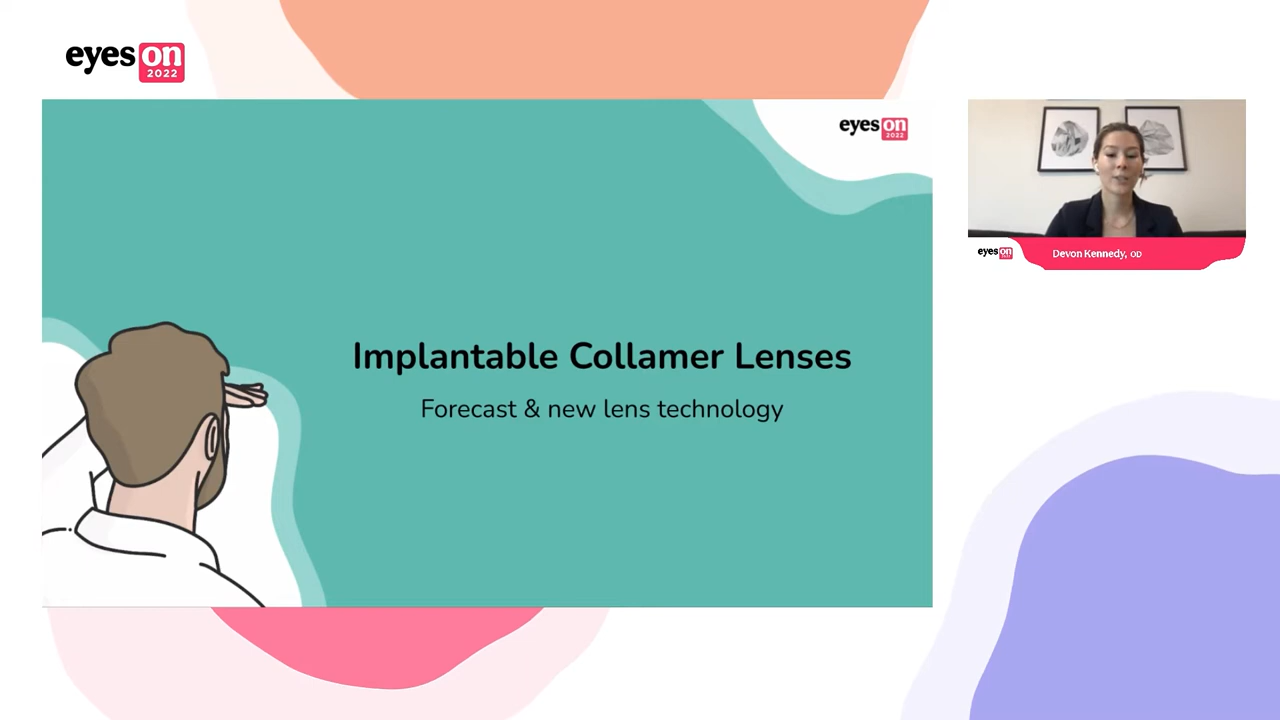 eyes on
2022
eyes on
2022
Implantable Collamer Lenses
Forecast & new lens technology
eyes on
Devon Kennedy, OD